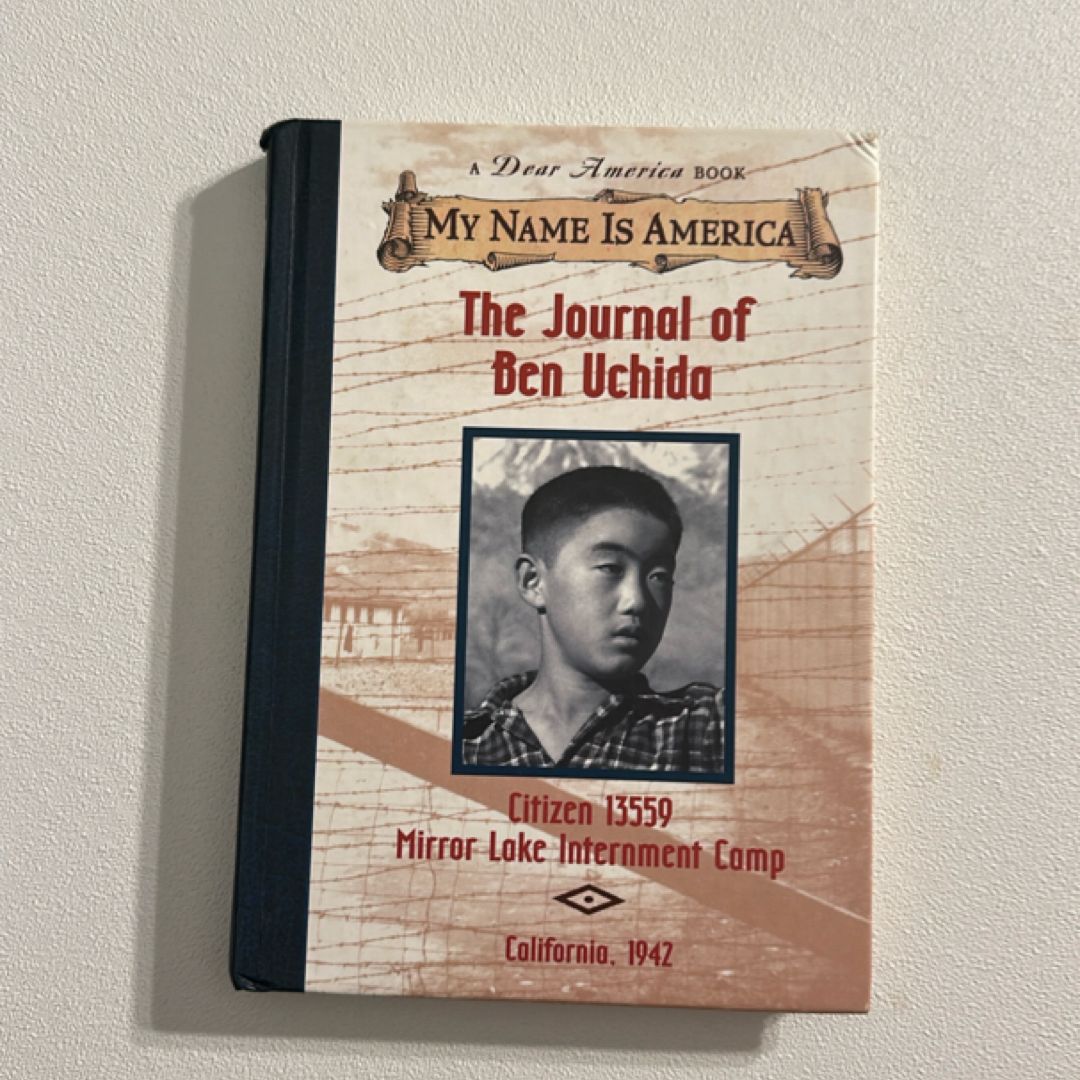 A Dear America BOOK
MY NAME IS AMERICA
The Journal of
Ben Uchida
Citizen 13559
Mirror Lake Internment Camp
California, 1942